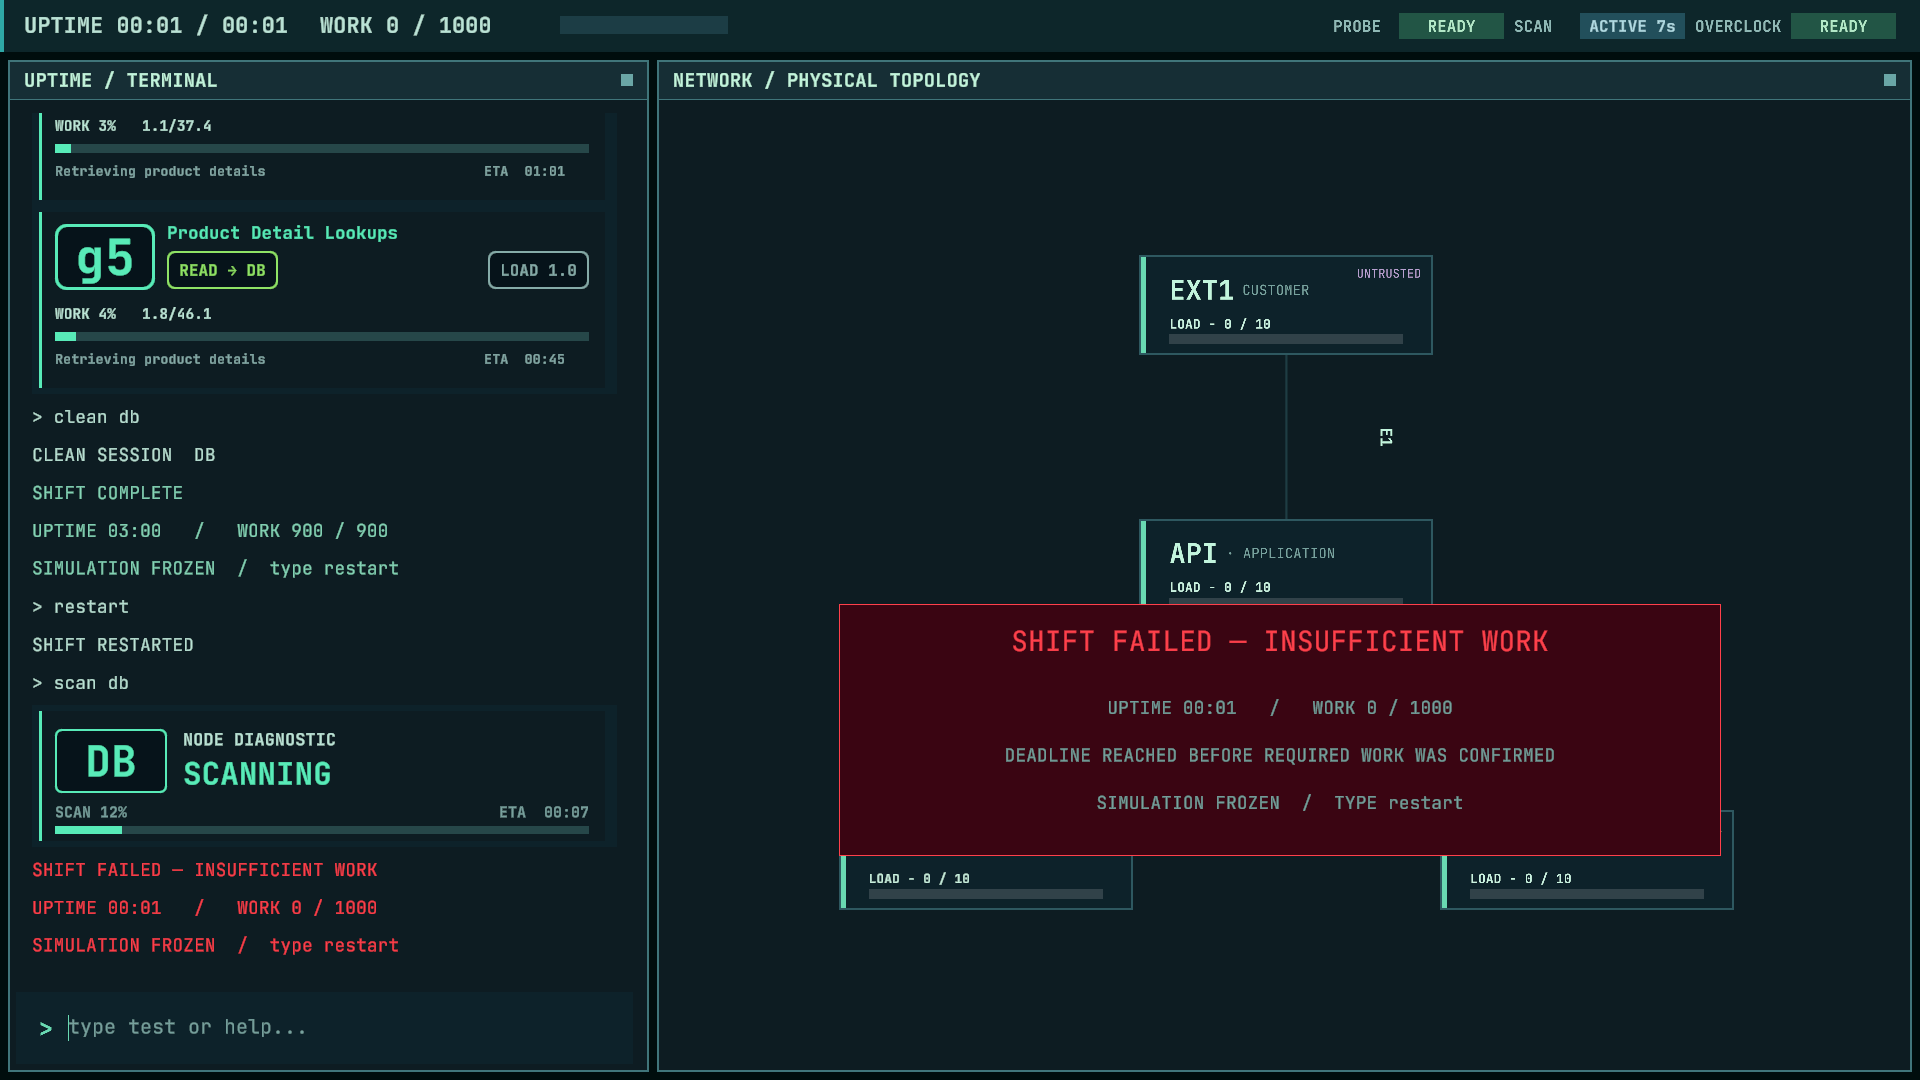 UPTIME 00:01 / 00:01 WORK 0 / 1000
PROBE READY SCAN ACTIVE 7s OVERCLOCK READY
UPTIME / TERMINAL
WORK 3% 1.1/37.4
Retrieving product details ETA 01:01
g5 Product Detail Lookups
READ → DB LOAD 1.0
WORK 4% 1.8/46.1
Retrieving product details ETA 00:45
> clean db
CLEAN SESSION DB
SHIFT COMPLETE
UPTIME 03:00 / WORK 900 / 900
SIMULATION FROZEN / type restart
> restart
SHIFT RESTARTED
> scan db
DB NODE DIAGNOSTIC
SCANNING
SCAN 12% ETA 00:07
SHIFT FAILED — INSUFFICIENT WORK
UPTIME 00:01 / WORK 0 / 1000
SIMULATION FROZEN / type restart
> type test or help...
NETWORK / PHYSICAL TOPOLOGY
UNTRUSTED
EXT1 CUSTOMER
LOAD - 0 / 10
E1
API · APPLICATION
LOAD - 0 / 10
SHIFT FAILED — INSUFFICIENT WORK
UPTIME 00:01 / WORK 0 / 1000
DEADLINE REACHED BEFORE REQUIRED WORK WAS CONFIRMED
SIMULATION FROZEN / TYPE restart
LOAD - 0 / 10
LOAD - 0 / 10